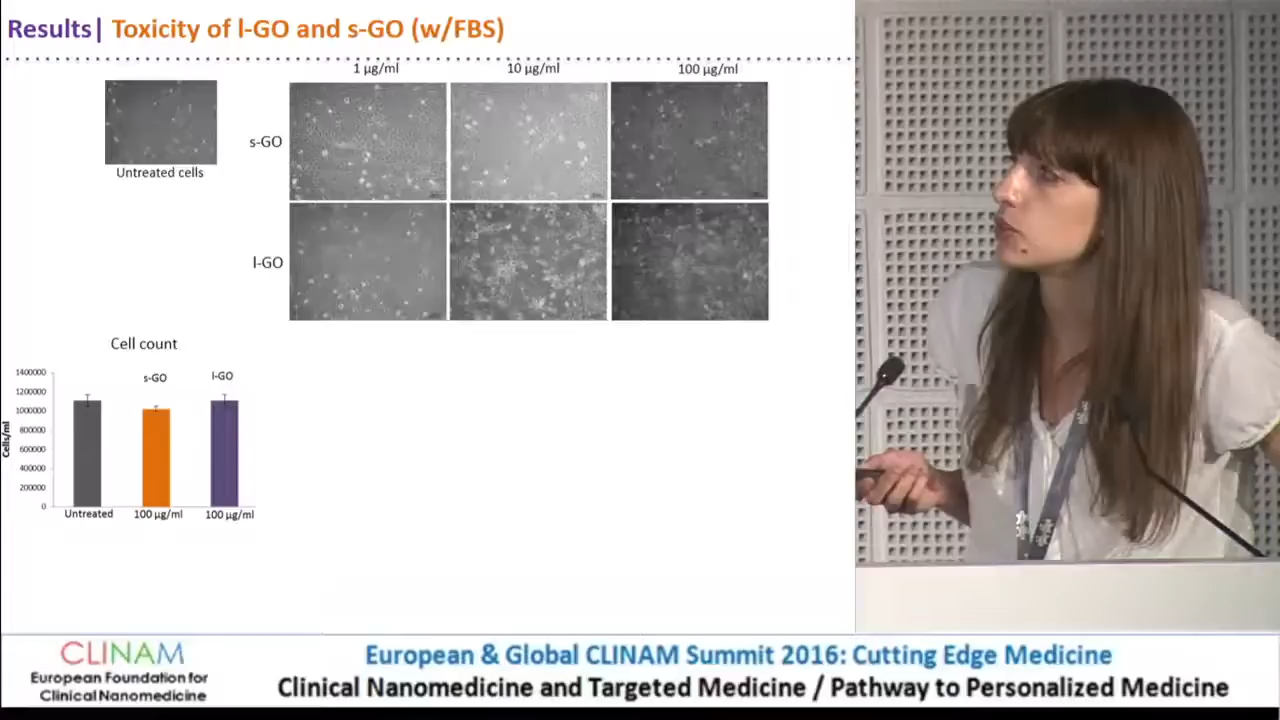 Results| Toxicity of l-GO and s-GO (w/FBS)
1 µg/ml 10 µg/ml 100 µg/ml
s-GO
Untreated cells
l-GO
Cell count
s-GO l-GO
1400000
1200000
1000000
800000
600000
400000
200000
0
Cells/ml
Untreated 100 µg/ml 100 µg/ml
CLINAM
European Foundation for
Clinical Nanomedicine
European & Global CLINAM Summit 2016: Cutting Edge Medicine
Clinical Nanomedicine and Targeted Medicine / Pathway to Personalized Medicine